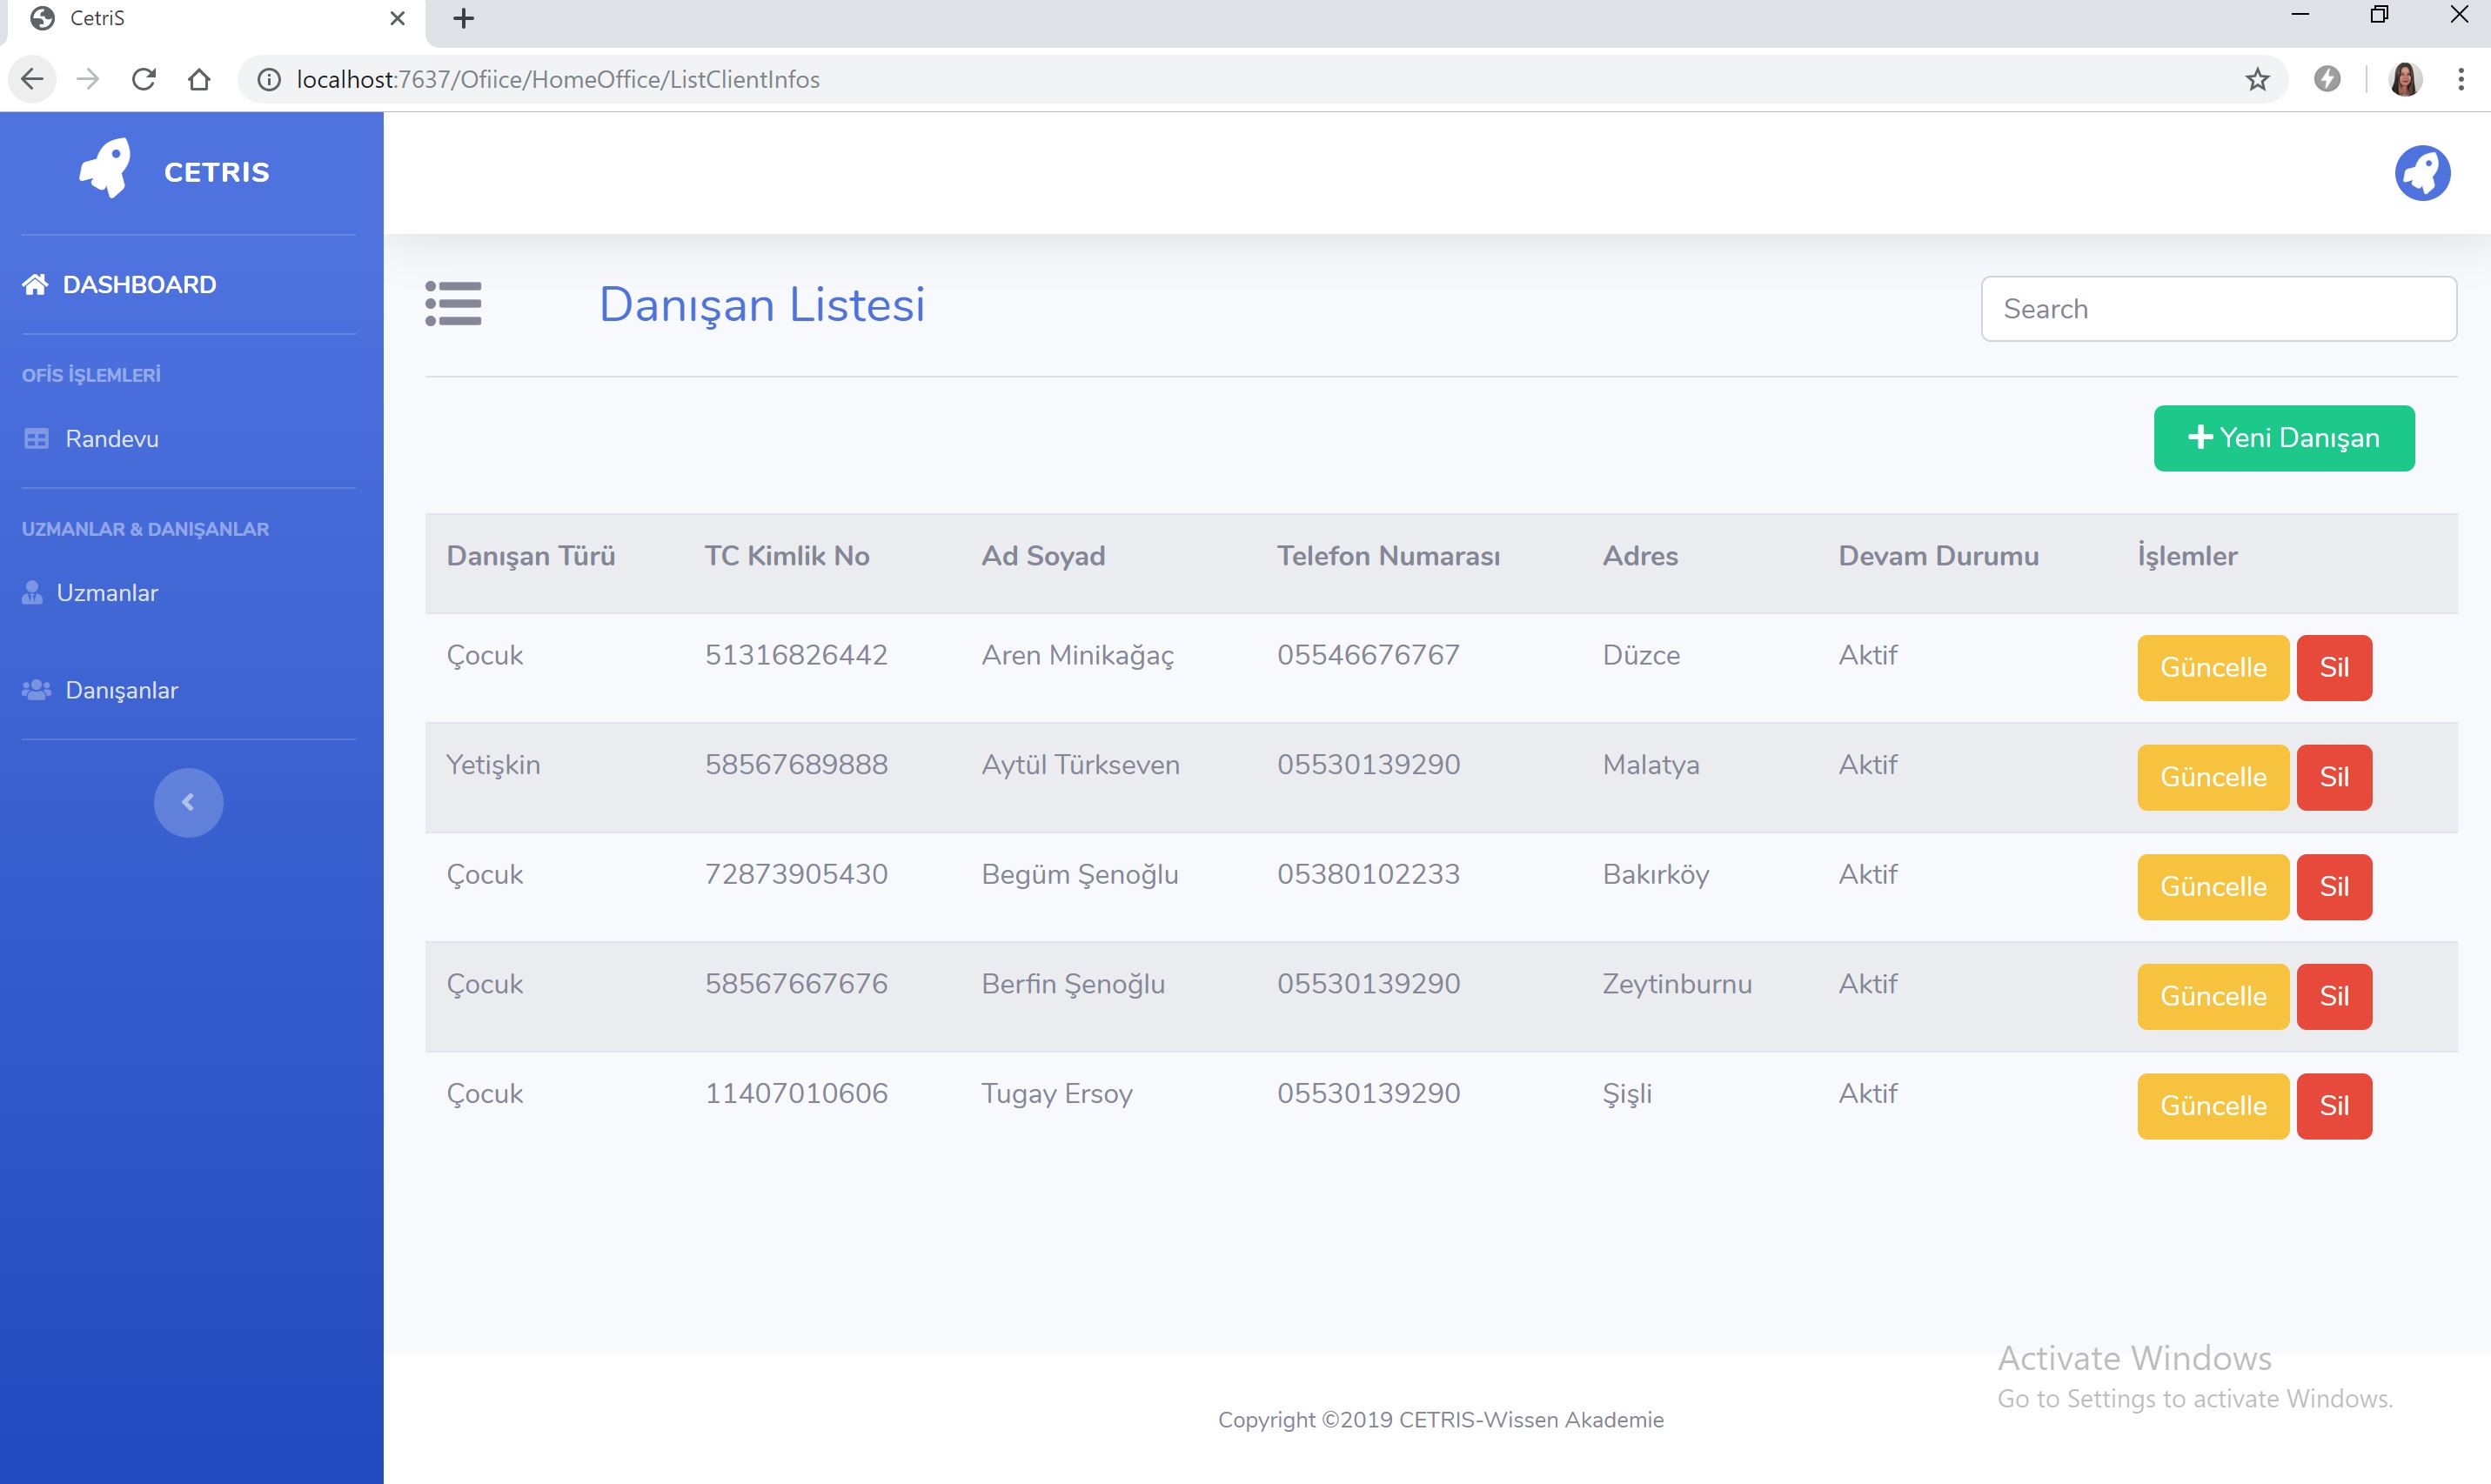 CetriS
localhost:7637/Ofiice/HomeOffice/ListClientInfos
CETRIS
DASHBOARD
OFİS İŞLEMLERİ
Randevu
UZMANLAR & DANIŞANLAR
Uzmanlar
Danışanlar
Danışan Listesi
Search
Yeni Danışan
Danışan Türü TC Kimlik No Ad Soyad Telefon Numarası Adres Devam Durumu İşlemler
Çocuk 51316826442 Aren Minikağaç 05546676767 Düzce Aktif Güncelle Sil
Yetişkin 58567689888 Aytül Türkseven 05530139290 Malatya Aktif Güncelle Sil
Çocuk 72873905430 Begüm Şenoğlu 05380102233 Bakırköy Aktif Güncelle Sil
Çocuk 58567667676 Berfin Şenoğlu 05530139290 Zeytinburnu Aktif Güncelle Sil
Çocuk 11407010606 Tugay Ersoy 05530139290 Şişli Aktif Güncelle Sil
Activate Windows
Go to Settings to activate Windows.
Copyright ©2019 CETRIS-Wissen Akademie